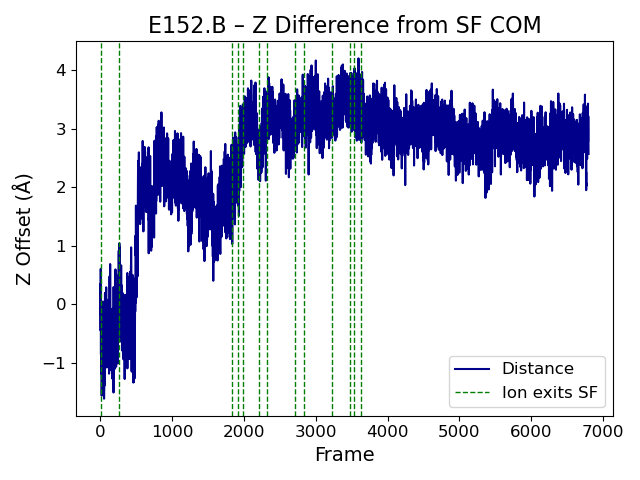 E152.B – Z Difference from SF COM
Z Offset (Å)
4
3
2
1
0
−1
0 1000 2000 3000 4000 5000 6000 7000
Frame
Distance
Ion exits SF